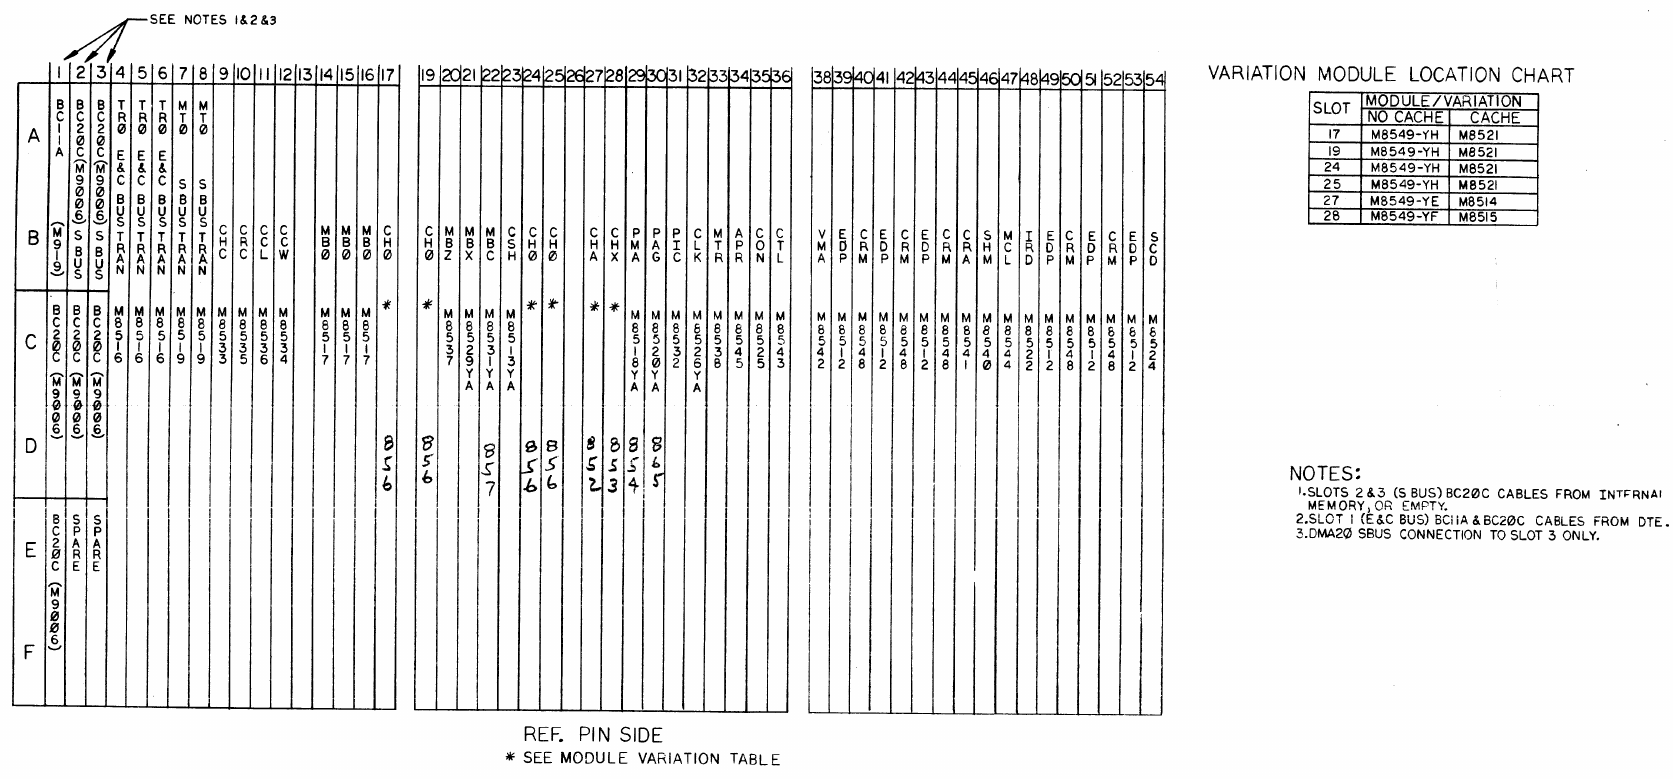 SEE NOTES 1&2&3
1 2 3 4 5 6 7 8 9 10 11 12 13 14 15 16 17
19 20 21 22 23 24 25 26 27 28 29 30 31 32 33 34 35 36
38 39 40 41 42 43 44 45 46 47 48 49 50 51 52 53 54
A
B
C
D
E
F
BC11A (M919)
BC20C (M9006) S BUS
BC20C (M9006) S BUS
TRØ E&C BUS TRAN
TRØ E&C BUS TRAN
TRØ E&C BUS TRAN
MTØ S BUS TRAN
MTØ S BUS TRAN
CHC
CRC
CCL
CCW
MBØ
MBØ
MBØ
CHØ
CHØ
MBZ
MBX
MBC
CSH
CHØ
CHØ
CHA
CHX
PMA
PAG
PIC
CLK
MTR
APR
CON
CTL
VMA
EDP
CRM
EDP
CRM
EDP
CRM
CRA
SHM
MCL
IRD
EDP
CRM
EDP
CRM
EDP
SCD
BC20C (M9006)
BC20C (M9006)
BC20C (M9006)
M8516
M8516
M8516
M8519
M8519
M8533
M8535
M8536
M8534
M8517
M8517
M8517
*
*
M8537
M8529YA
M8531YA
M8513YA
*
*
*
*
M8518YA
M8520YA
M8532
M8526YA
M8538
M8545
M8525
M8543
M8542
M8512
M8548
M8512
M8548
M8512
M8548
M8541
M8540
M8544
M8522
M8512
M8548
M8512
M8548
M8512
M8524
856
856
857
856
856
852
853
854
865
BC2ØC (M9ØØ6)
SPARE
SPARE
REF. PIN SIDE
* SEE MODULE VARIATION TABLE
VARIATION MODULE LOCATION CHART
SLOT MODULE/VARIATION
NO CACHE CACHE
17 M8549-YH M8521
19 M8549-YH M8521
24 M8549-YH M8521
25 M8549-YH M8521
27 M8549-YE M8514
28 M8549-YF M8515
NOTES:
1.SLOTS 2&3 (S BUS) BC20C CABLES FROM INTERNAL
MEMORY, OR EMPTY.
2.SLOT 1 (E&C BUS) BC11A & BC2ØC CABLES FROM DTE.
3.DMA2Ø SBUS CONNECTION TO SLOT 3 ONLY.